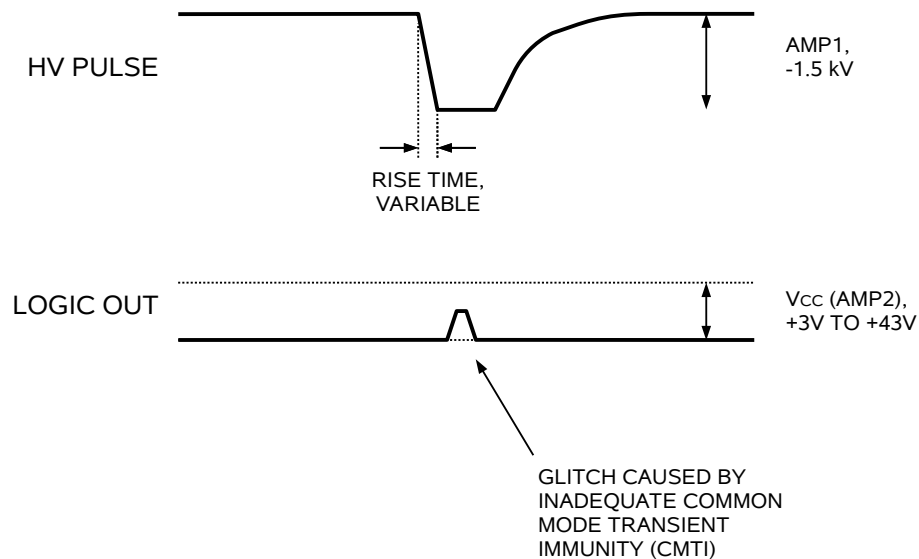 HV PULSE
AMP1,
-1.5 kV
RISE TIME,
VARIABLE
LOGIC OUT
VCC (AMP2),
+3V TO +43V
GLITCH CAUSED BY
INADEQUATE COMMON
MODE TRANSIENT
IMMUNITY (CMTI)